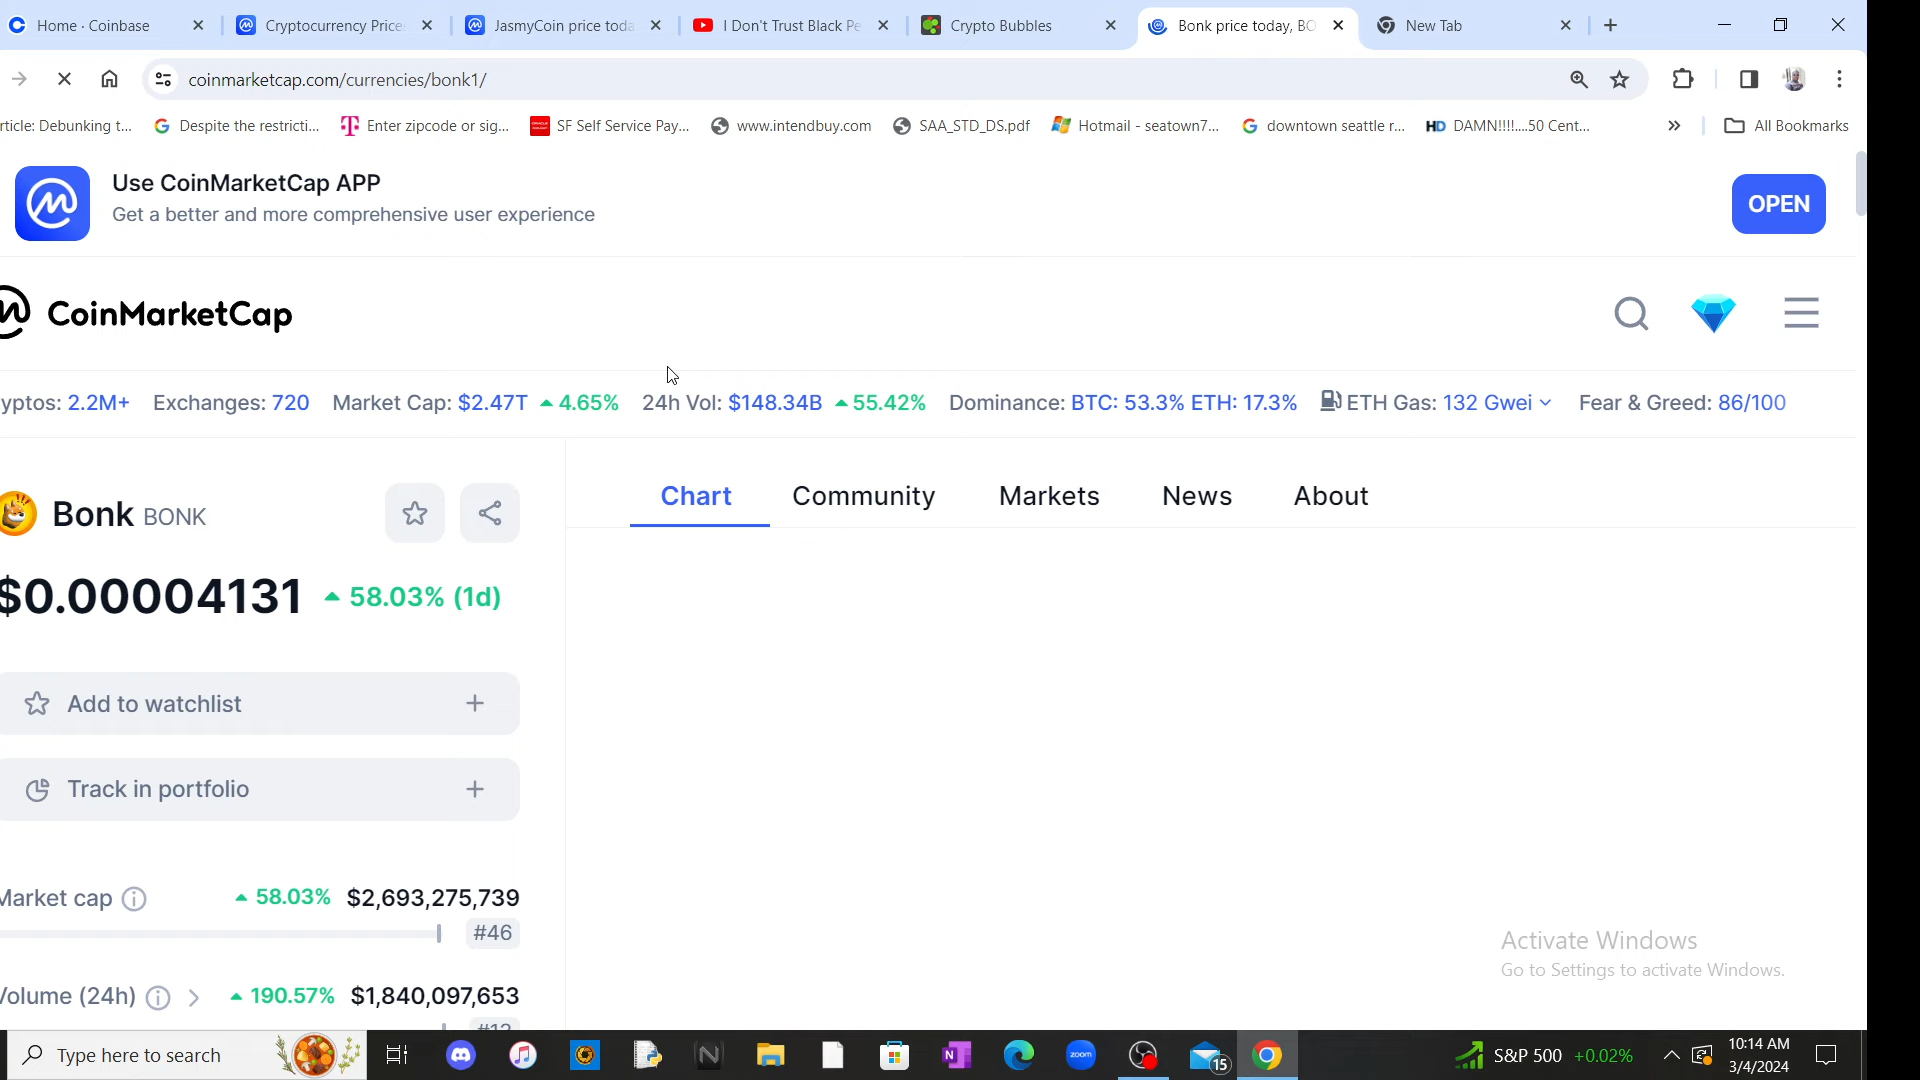 Home - Coinbase
Cryptocurrency Price
JasmyCoin price toda
I Don't Trust Black Pe
Crypto Bubbles
Bonk price today, BO
New Tab
coinmarketcap.com/currencies/bonk1/
rticle: Debunking t...
Despite the restricti...
Enter zipcode or sig...
SF Self Service Pay...
www.intendbuy.com
SAA_STD_DS.pdf
Hotmail - seatown7...
downtown seattle r...
HD DAMN!!!!....50 Cent...
All Bookmarks
Use CoinMarketCap APP
Get a better and more comprehensive user experience
OPEN
CoinMarketCap
yptos: 2.2M+ Exchanges: 720 Market Cap: $2.47T 4.65% 24h Vol: $148.34B 55.42% Dominance: BTC: 53.3% ETH: 17.3% ETH Gas: 132 Gwei Fear & Greed: 86/100
Chart Community Markets News About
Bonk BONK
$0.00004131 58.03% (1d)
Add to watchlist +
Track in portfolio +
Market cap 58.03% $2,693,275,739
#46
Volume (24h) 190.57% $1,840,097,653
Activate Windows
Go to Settings to activate Windows.
Type here to search
zoom
15
S&P 500 +0.02%
10:14 AM
3/4/2024